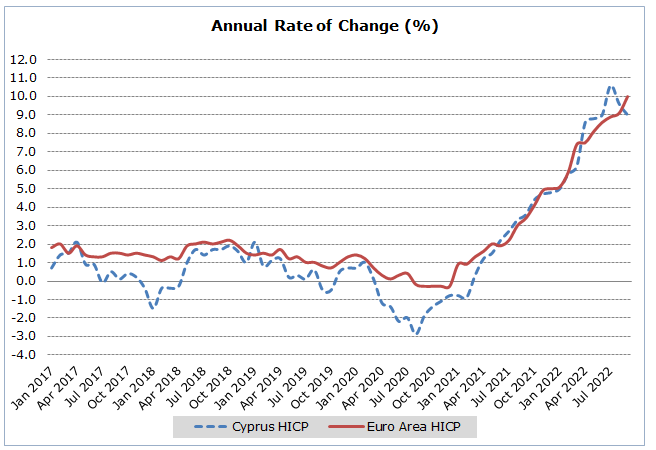 Annual Rate of Change (%)
12.0
11.0
10.0
9.0
8.0
7.0
6.0
5.0
4.0
3.0
2.0
1.0
0.0
-1.0
-2.0
-3.0
-4.0
Jan 2017
Apr 2017
Jul 2017
Oct 2017
Jan 2018
Apr 2018
Jul 2018
Oct 2018
Jan 2019
Apr 2019
Jul 2019
Oct 2019
Jan 2020
Apr 2020
Jul 2020
Oct 2020
Jan 2021
Apr 2021
Jul 2021
Oct 2021
Jan 2022
Apr 2022
Jul 2022
Cyprus HICP Euro Area HICP